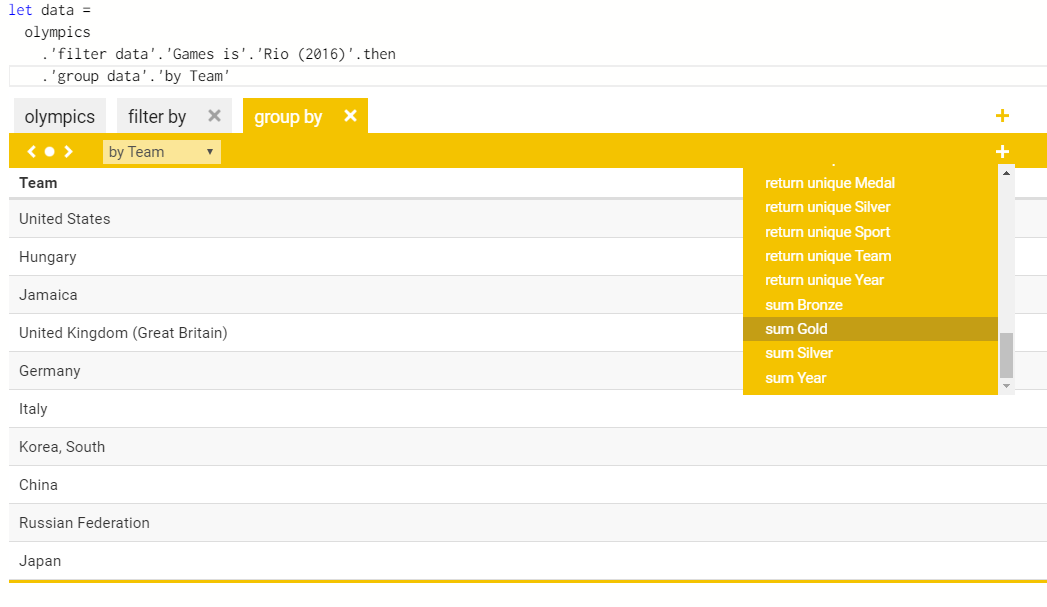 let data =
olympics
.'filter data'.'Games is'.'Rio (2016)'.then
.'group data'.'by Team'
olympics filter by × group by × +
by Team ▾ +
Team
return unique Medal
return unique Silver
return unique Sport
return unique Team
return unique Year
sum Bronze
sum Gold
sum Silver
sum Year
United States
Hungary
Jamaica
United Kingdom (Great Britain)
Germany
Italy
Korea, South
China
Russian Federation
Japan